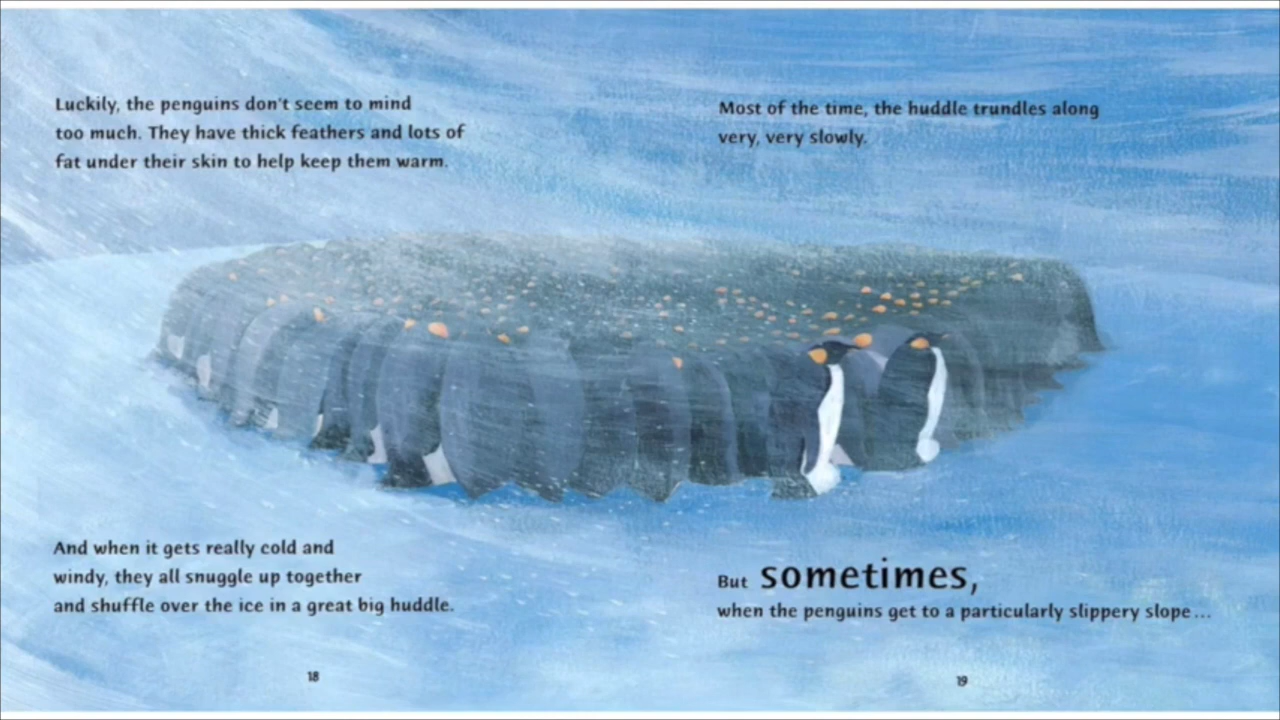 Luckily, the penguins don't seem to mind
too much. They have thick feathers and lots of
fat under their skin to help keep them warm.
And when it gets really cold and
windy, they all snuggle up together
and shuffle over the ice in a great big huddle.
18
Most of the time, the huddle trundles along
very, very slowly.
But sometimes,
when the penguins get to a particularly slippery slope...
19